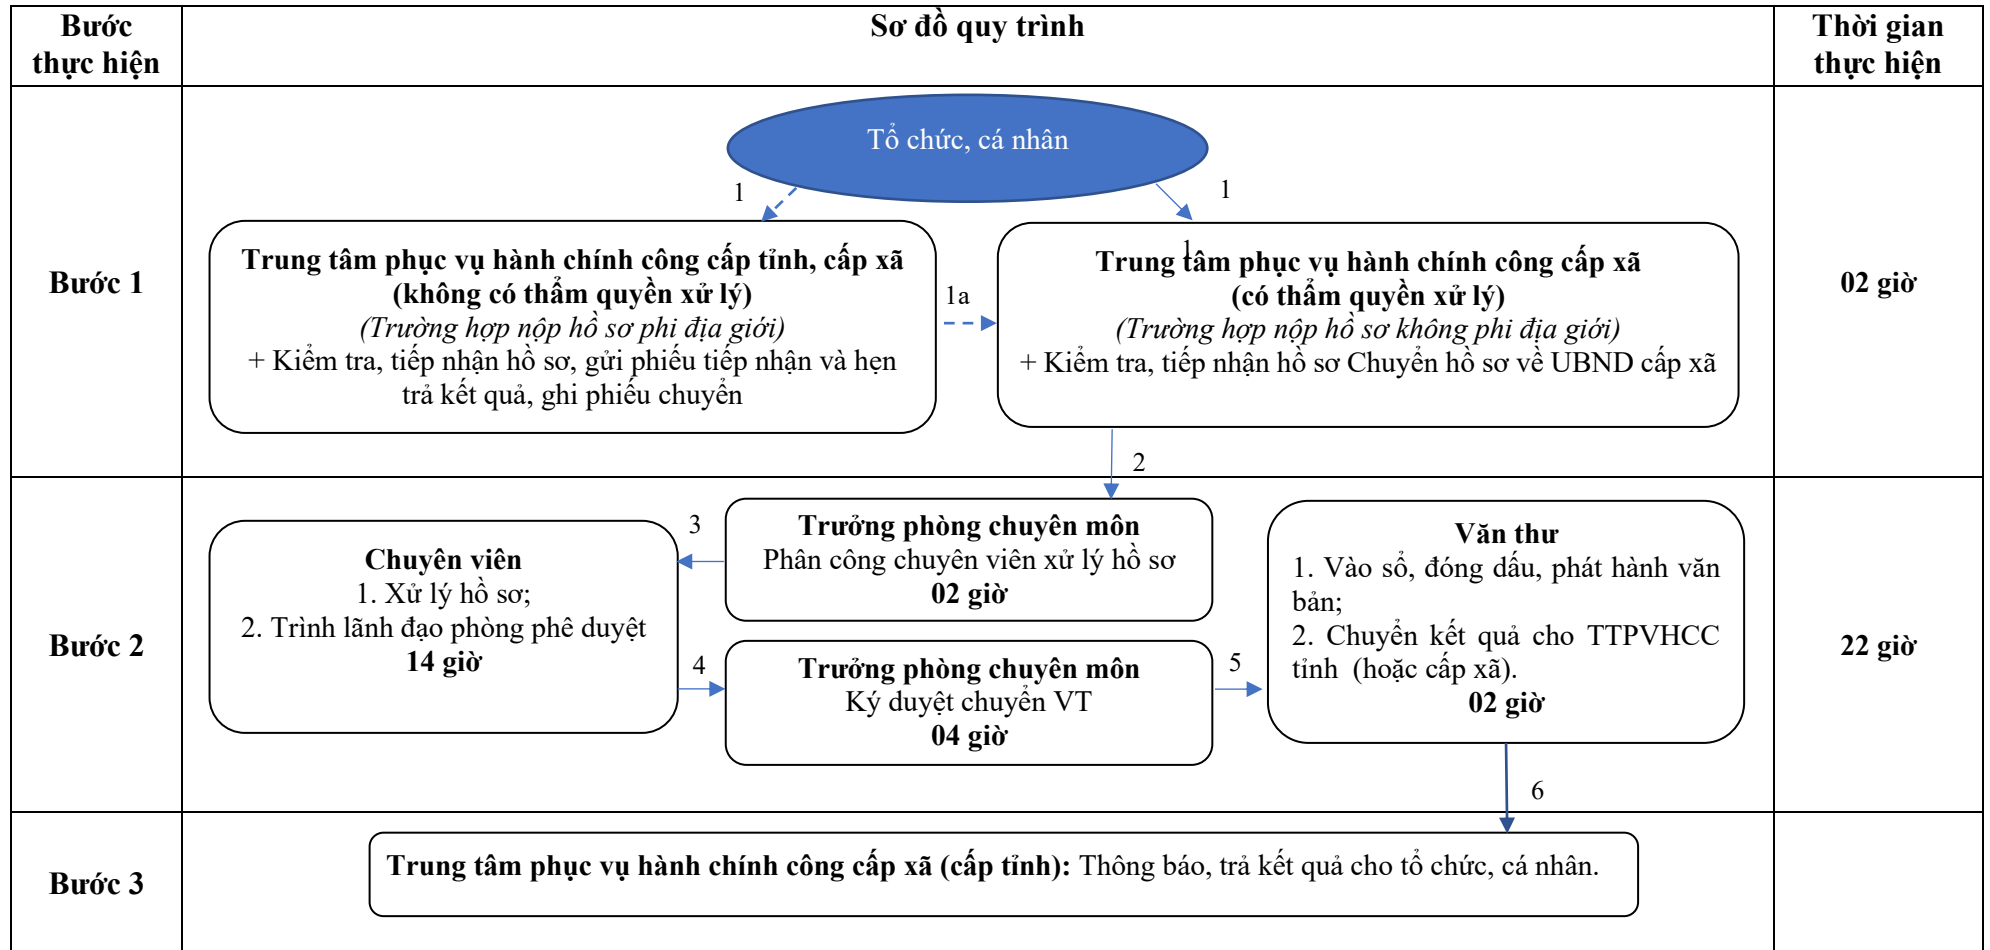 Bước
thực hiện
Sơ đồ quy trình
Thời gian
thực hiện
Bước 1
Tổ chức, cá nhân
1
1
Trung tâm phục vụ hành chính công cấp tỉnh, cấp xã
(không có thẩm quyền xử lý)
(Trường hợp nộp hồ sơ phi địa giới)
+ Kiểm tra, tiếp nhận hồ sơ, gửi phiếu tiếp nhận và hẹn
trả kết quả, ghi phiếu chuyển
1a
1
Trung tâm phục vụ hành chính công cấp xã
(có thẩm quyền xử lý)
(Trường hợp nộp hồ sơ không phi địa giới)
+ Kiểm tra, tiếp nhận hồ sơ Chuyển hồ sơ về UBND cấp xã
02 giờ
2
Bước 2
Chuyên viên
1. Xử lý hồ sơ;
2. Trình lãnh đạo phòng phê duyệt
14 giờ
3
Trưởng phòng chuyên môn
Phân công chuyên viên xử lý hồ sơ
02 giờ
4
Trưởng phòng chuyên môn
Ký duyệt chuyển VT
04 giờ
5
Văn thư
1. Vào sổ, đóng dấu, phát hành văn
bản;
2. Chuyển kết quả cho TTPVHCC
tỉnh (hoặc cấp xã).
02 giờ
22 giờ
6
Bước 3
Trung tâm phục vụ hành chính công cấp xã (cấp tỉnh): Thông báo, trả kết quả cho tổ chức, cá nhân.